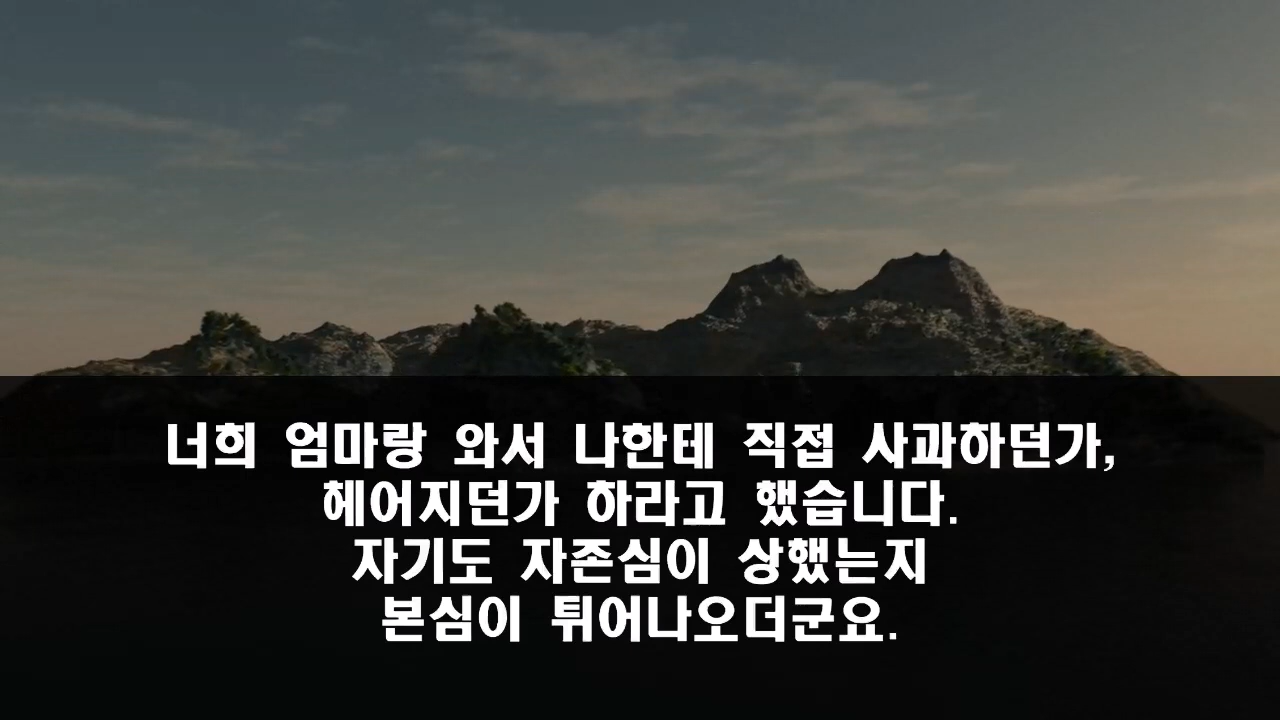 너희 엄마랑 와서 나한테 직접 사과하던가,
헤어지던가 하라고 했습니다.
자기도 자존심이 상했는지
본심이 튀어나오더군요.